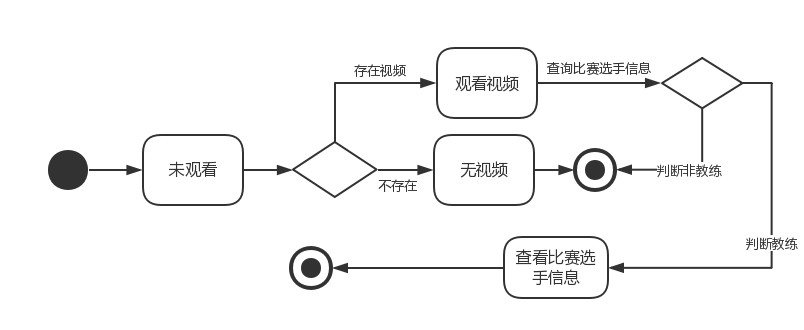 存在视频
观看视频
查询比赛选手信息
未观看
不存在
无视频
判断非教练
判断教练
查看比赛选
手信息